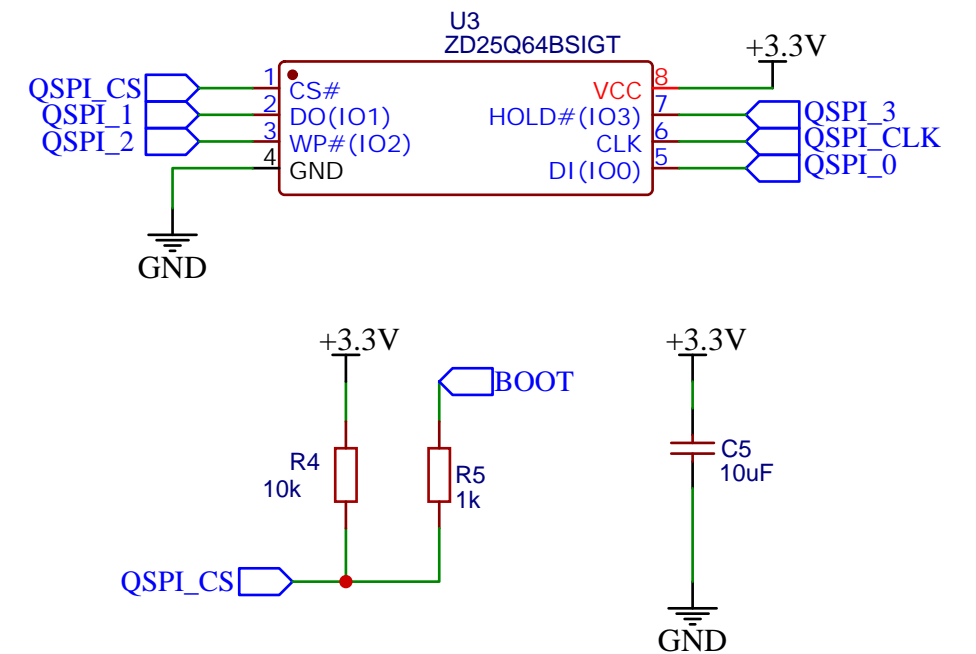 U3
ZD25Q64BSIGT
+3.3V
QSPI_CS 1 CS# VCC 8
QSPI_1 2 DO(IO1) HOLD#(IO3) 7 QSPI_3
QSPI_2 3 WP#(IO2) CLK 6 QSPI_CLK
4 GND DI(IO0) 5 QSPI_0
GND
+3.3V
+3.3V
BOOT
R4
10k
R5
1k
C5
10uF
QSPI_CS
GND